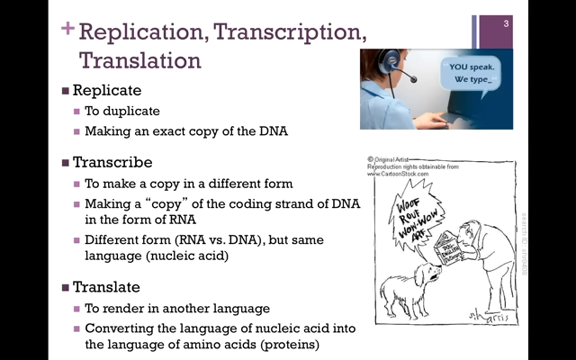 3
+ Replication, Transcription,
Translation
Replicate
To duplicate
Making an exact copy of the DNA
Transcribe
To make a copy in a different form
Making a “copy” of the coding strand of DNA
in the form of RNA
Different form (RNA vs. DNA), but same
language (nucleic acid)
Translate
To render in another language
Converting the language of nucleic acid into
the language of amino acids (proteins)
YOU speak.
We type_
© Original Artist
Reproduction rights obtainable from
www.CartoonStock.com
WOOF
ROUF
WOW-WOW
ARF